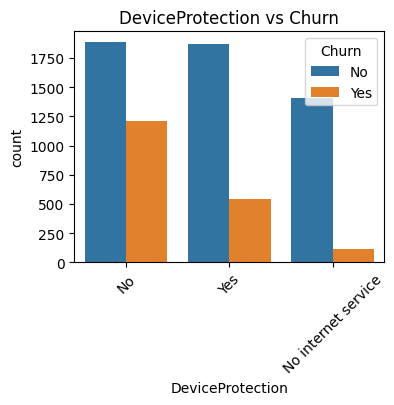 DeviceProtection vs Churn
Churn
No
Yes
count
1750
1500
1250
1000
750
500
250
0
No
Yes
No internet service
DeviceProtection